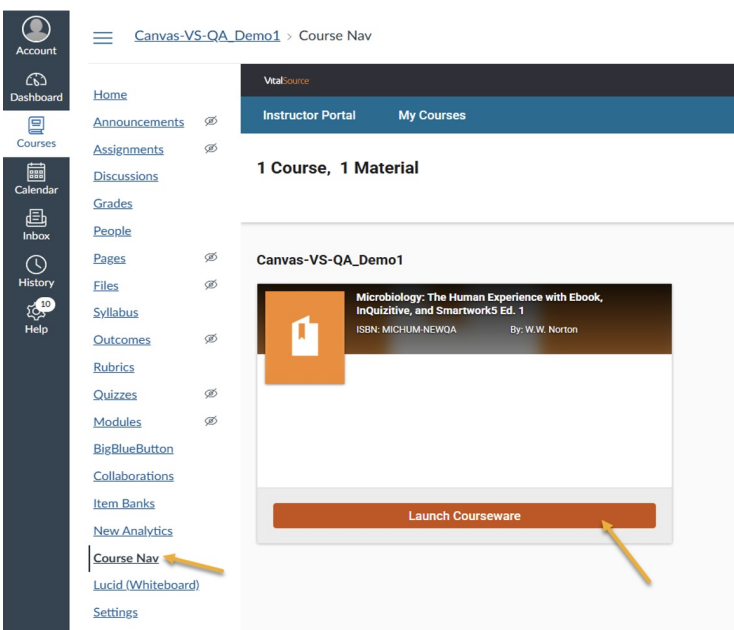 Account
Dashboard
Courses
Calendar
Inbox
History
10
Help
Canvas-VS-QA_Demo1 > Course Nav
Home
Announcements
Assignments
Discussions
Grades
People
Pages
Files
Syllabus
Outcomes
Rubrics
Quizzes
Modules
BigBlueButton
Collaborations
Item Banks
New Analytics
Course Nav
Lucid (Whiteboard)
Settings
VitalSource
Instructor Portal My Courses
1 Course, 1 Material
Canvas-VS-QA_Demo1
Microbiology: The Human Experience with Ebook,
InQuizitive, and Smartwork5 Ed. 1
ISBN: MICHUM-NEWQA By: W.W. Norton
Launch Courseware